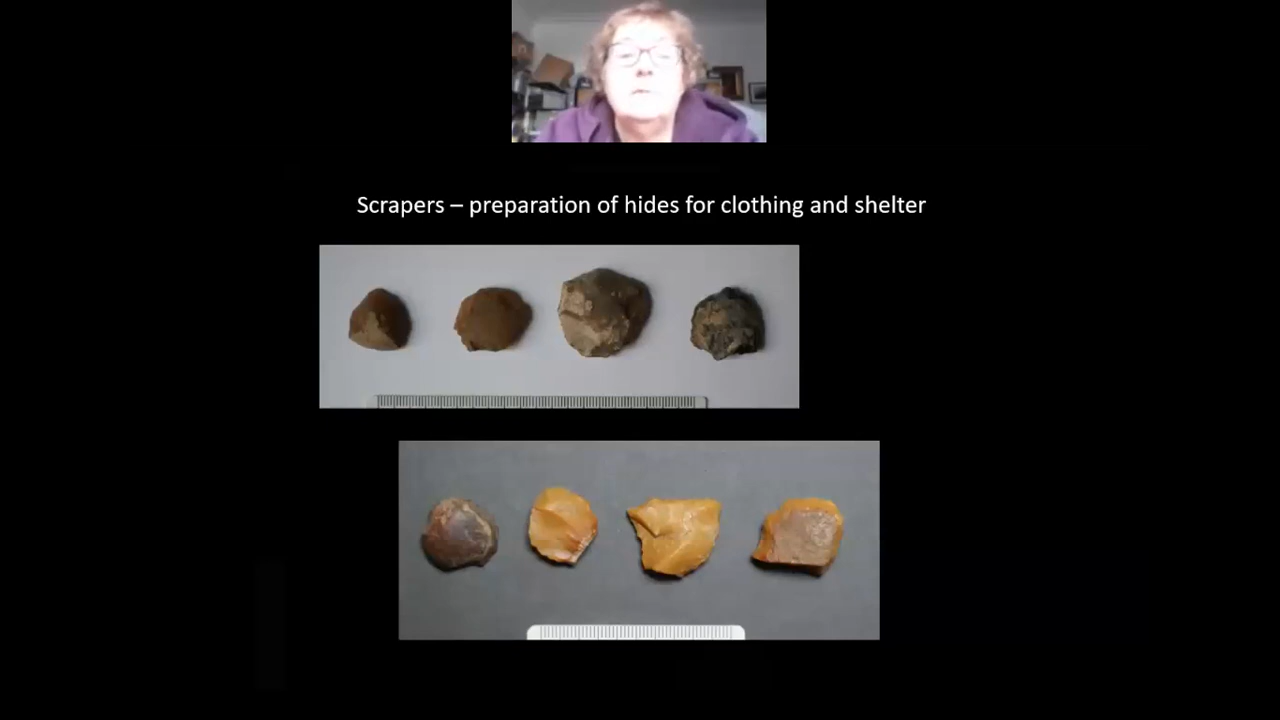 Scrapers – preparation of hides for clothing and shelter